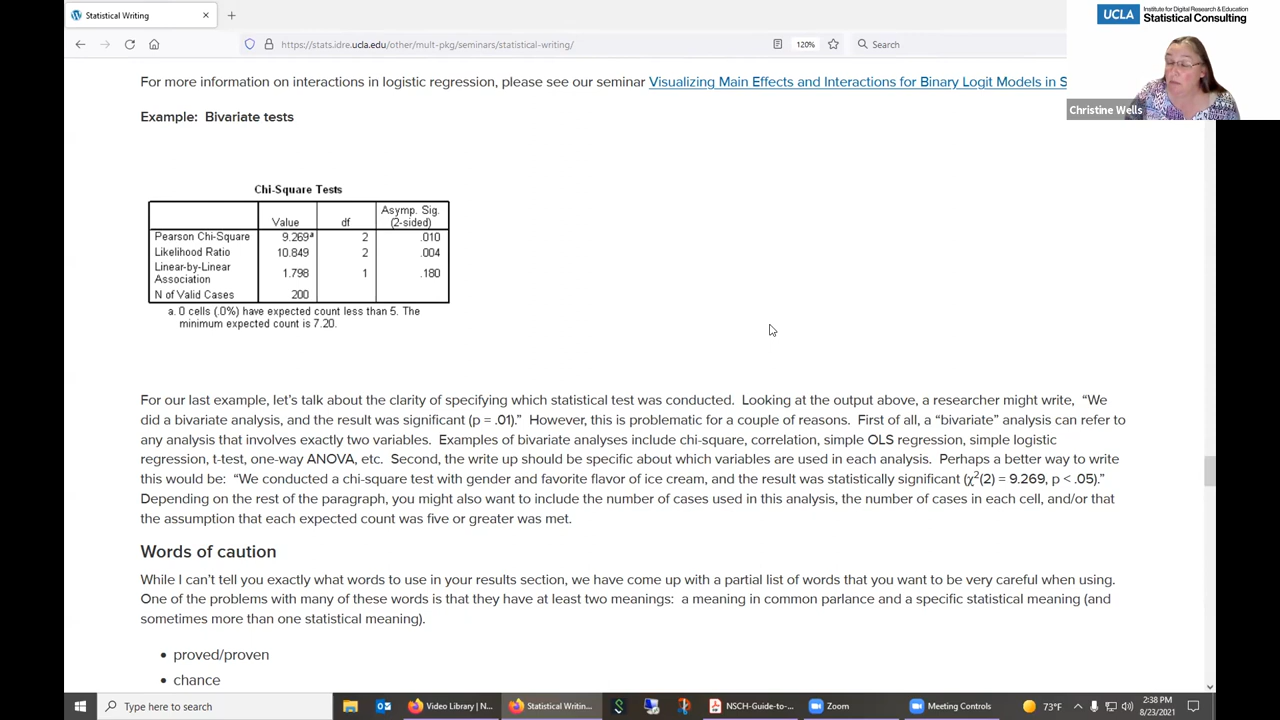 Statistical Writing
https://stats.idre.ucla.edu/other/mult-pkg/seminars/statistical-writing/
120%
Search
UCLA
Institute for Digital Research & Education
Statistical Consulting
Christine Wells
For more information on interactions in logistic regression, please see our seminar Visualizing Main Effects and Interactions for Binary Logit Models in S
Example: Bivariate tests
Chi-Square Tests
Value df Asymp. Sig. (2-sided)
Pearson Chi-Square 9.269a 2 .010
Likelihood Ratio 10.849 2 .004
Linear-by-Linear Association 1.798 1 .180
N of Valid Cases 200
a. 0 cells (.0%) have expected count less than 5. The
minimum expected count is 7.20.
For our last example, let's talk about the clarity of specifying which statistical test was conducted. Looking at the output above, a researcher might write, “We
did a bivariate analysis, and the result was significant (p = .01).” However, this is problematic for a couple of reasons. First of all, a “bivariate” analysis can refer to
any analysis that involves exactly two variables. Examples of bivariate analyses include chi-square, correlation, simple OLS regression, simple logistic
regression, t-test, one-way ANOVA, etc. Second, the write up should be specific about which variables are used in each analysis. Perhaps a better way to write
this would be: “We conducted a chi-square test with gender and favorite flavor of ice cream, and the result was statistically significant (χ²(2) = 9.269, p < .05).”
Depending on the rest of the paragraph, you might also want to include the number of cases used in this analysis, the number of cases in each cell, and/or that
the assumption that each expected count was five or greater was met.
Words of caution
While I can't tell you exactly what words to use in your results section, we have come up with a partial list of words that you want to be very careful when using.
One of the problems with many of these words is that they have at least two meanings: a meaning in common parlance and a specific statistical meaning (and
sometimes more than one statistical meaning).
• proved/proven
• chance
Type here to search
Video Library | N...
Statistical Writin...
NSCH-Guide-to-...
Zoom
Meeting Controls
73°F
2:38 PM
8/23/2021